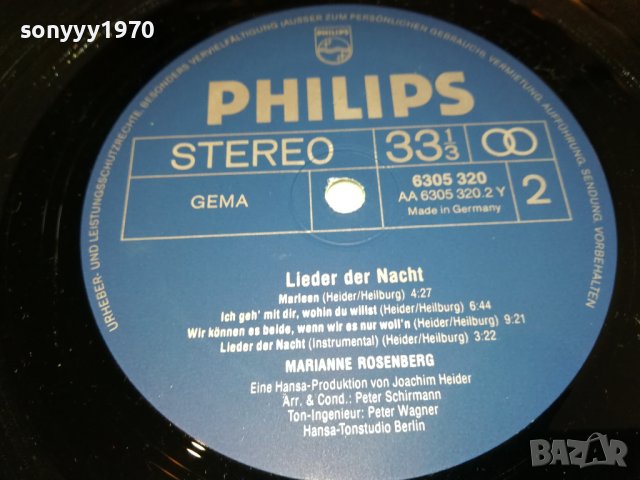 sonyyy1970
URHEBER- UND LEISTUNGSSCHUTZRECHTE, BESONDERS VERVIELFÄLTIGUNG (AUSSER ZUM PERSÖNLICHEN GEBRAUCH), VERMIETUNG, AUFFÜHRUNG, SENDUNG, VORBEHALTEN
PHILIPS
PHILIPS
STEREO 33 1/3
GEMA
6305 320
AA 6305 320.2 Y
Made in Germany
2
Lieder der Nacht
Marleen (Heider/Heilburg) 4:27
Ich geh' mit dir, wohin du willst (Heider/Heilburg) 6:44
Wir können es beide, wenn wir es nur woll'n (Heider/Heilburg) 9:21
Lieder der Nacht (Instrumental) (Heider/Heilburg) 3:22
MARIANNE ROSENBERG
Eine Hansa-Produktion von Joachim Heider
Arr. & Cond.: Peter Schirmann
Ton-Ingenieur: Peter Wagner
Hansa-Tonstudio Berlin
BAZAR